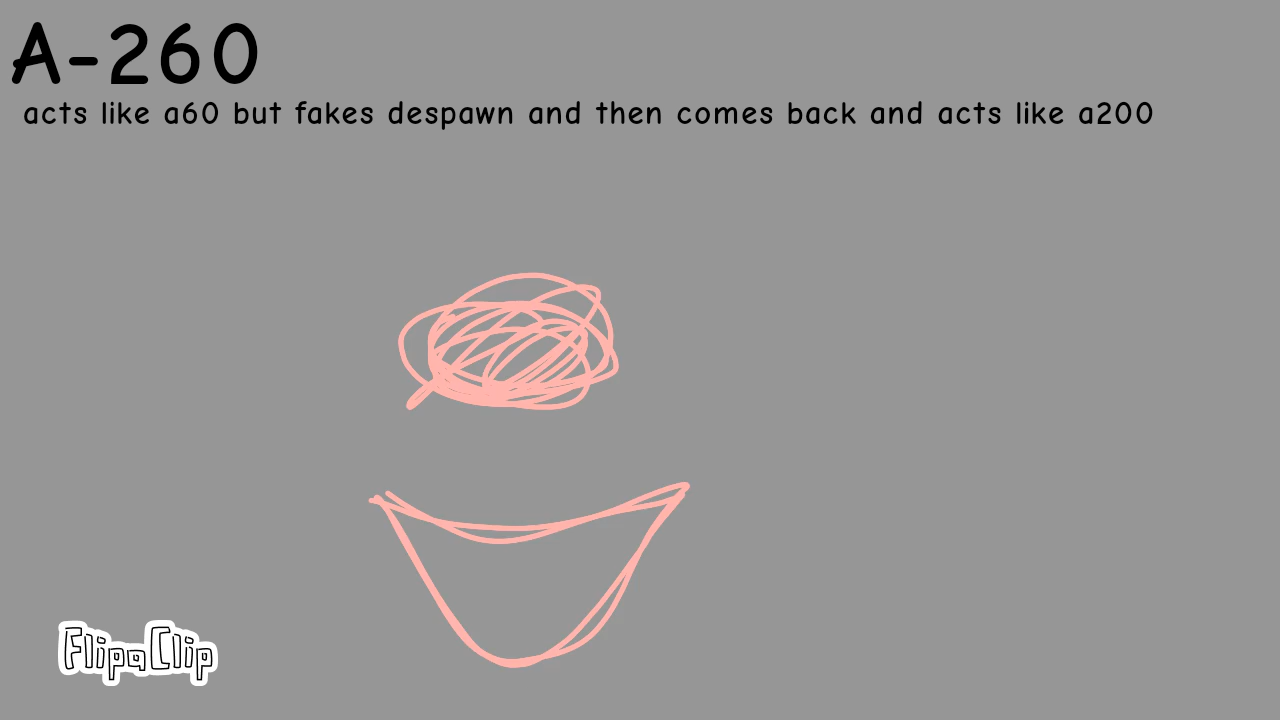 A-260
acts like a60 but fakes despawn and then comes back and acts like a200
FlipaClip